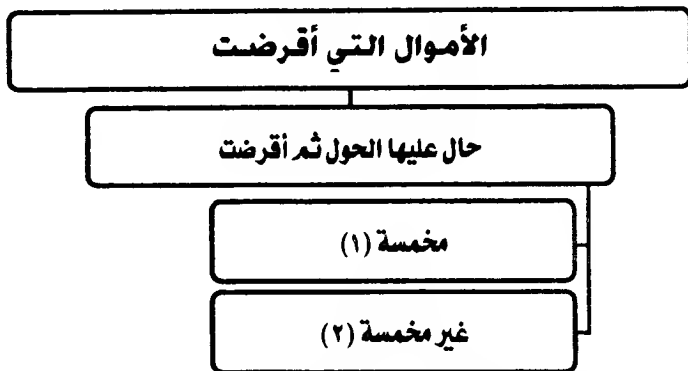 الأموال التي أقرضت
حال عليها الحول ثم أقرضت
مخمسة (١)
غير مخمسة (٢)